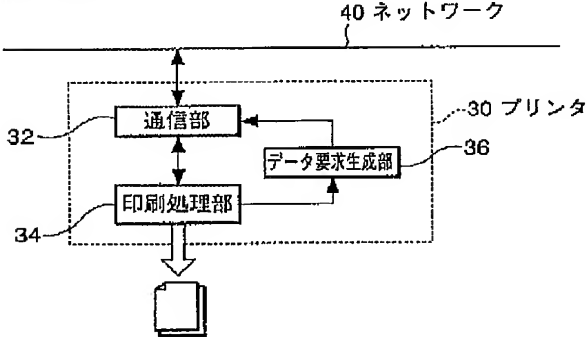 40 ネットワーク
32
通信部
30 プリンタ
データ要求生成部
36
印刷処理部
34